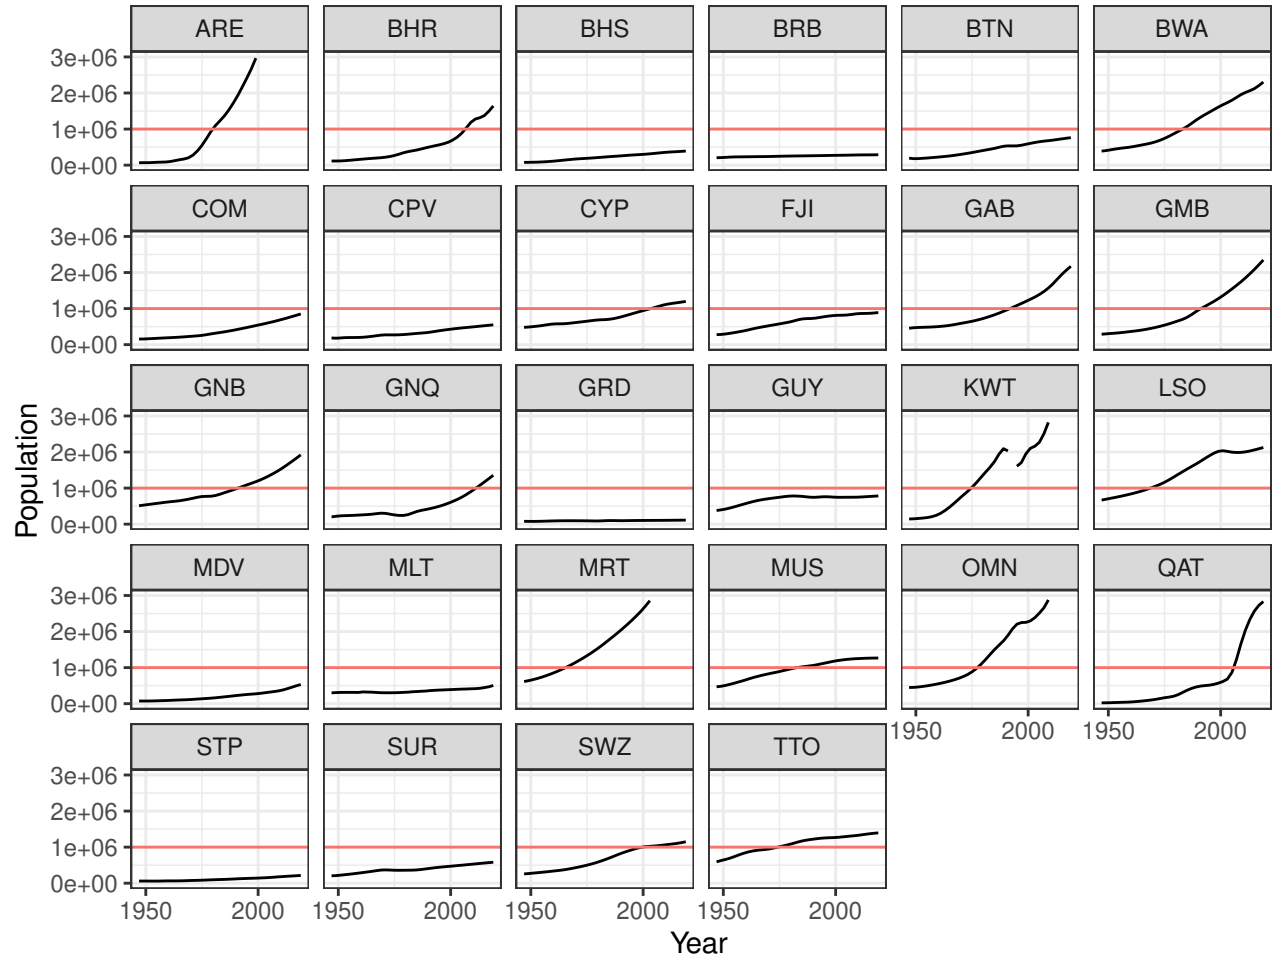 ARE BHR BHS BRB BTN BWA
3e+06
2e+06
1e+06
0e+00
COM CPV CYP FJI GAB GMB
3e+06
2e+06
1e+06
0e+00
GNB GNQ GRD GUY KWT LSO
3e+06
2e+06
1e+06
0e+00
Population
MDV MLT MRT MUS OMN QAT
3e+06
2e+06
1e+06
0e+00
1950 2000 1950 2000
STP SUR SWZ TTO
3e+06
2e+06
1e+06
0e+00
1950 2000 1950 2000 1950 2000 1950 2000
Year